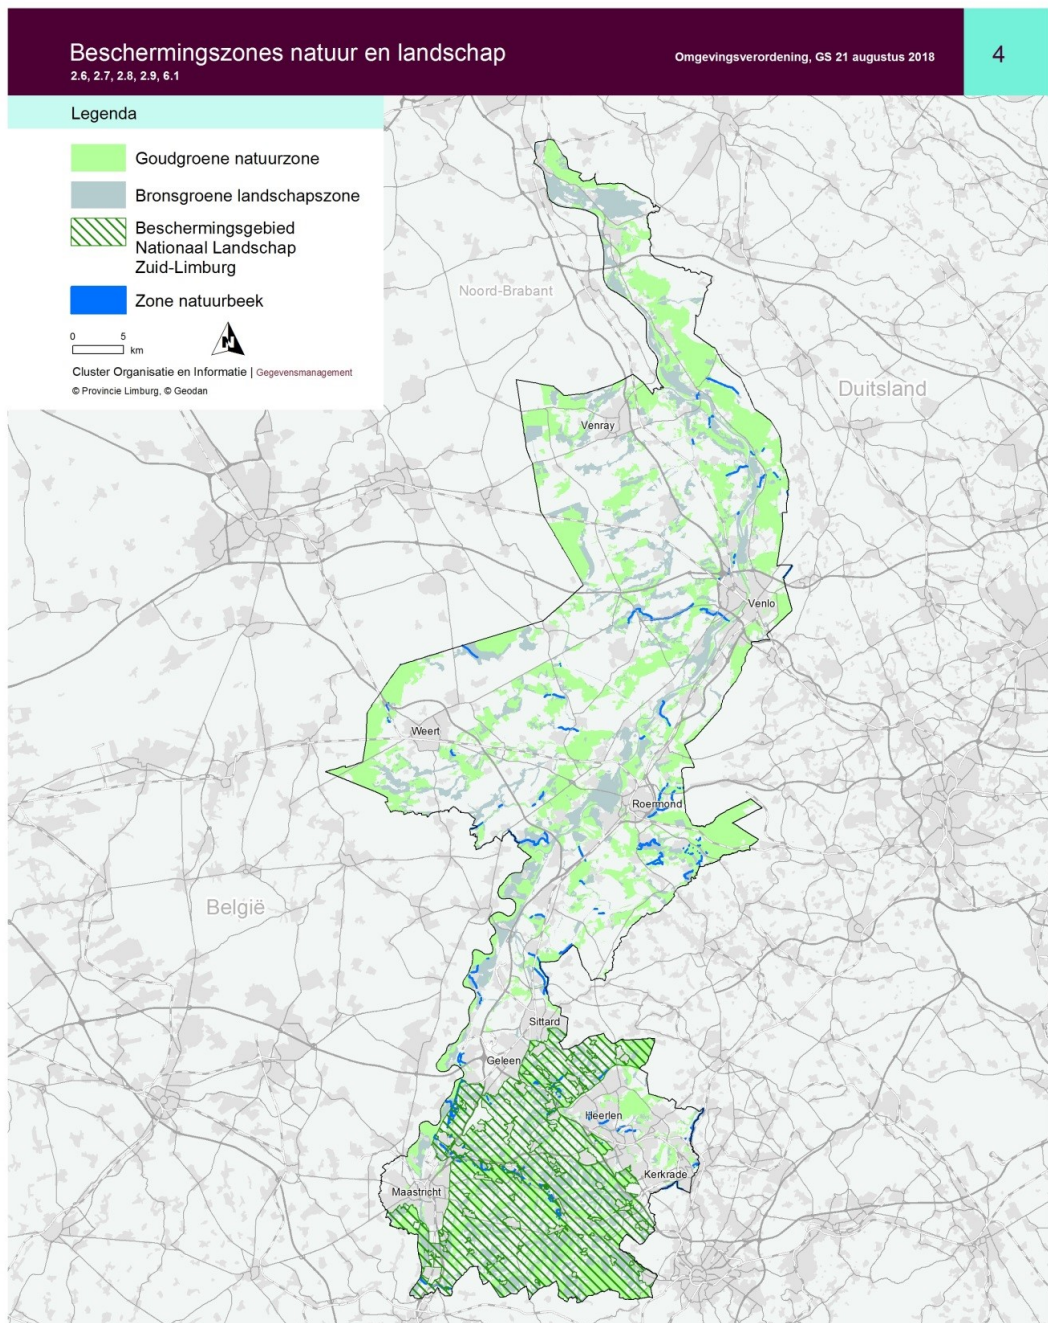 Beschermingszones natuur en landschap
2.6, 2.7, 2.8, 2.9, 6.1
Omgevingsverordening, GS 21 augustus 2018
4
Legenda
Goudgroene natuurzone
Bronsgroene landschapszone
Beschermingsgebied
Nationaal Landschap
Zuid-Limburg
Zone natuurbeek
0 5
km
N
Cluster Organisatie en Informatie | Gegevensmanagement
© Provincie Limburg, © Geodan
Noord-Brabant
Duitsland
Venray
Venlo
Weert
Roermond
België
Sittard
Geleen
Heerlen
Kerkrade
Maastricht